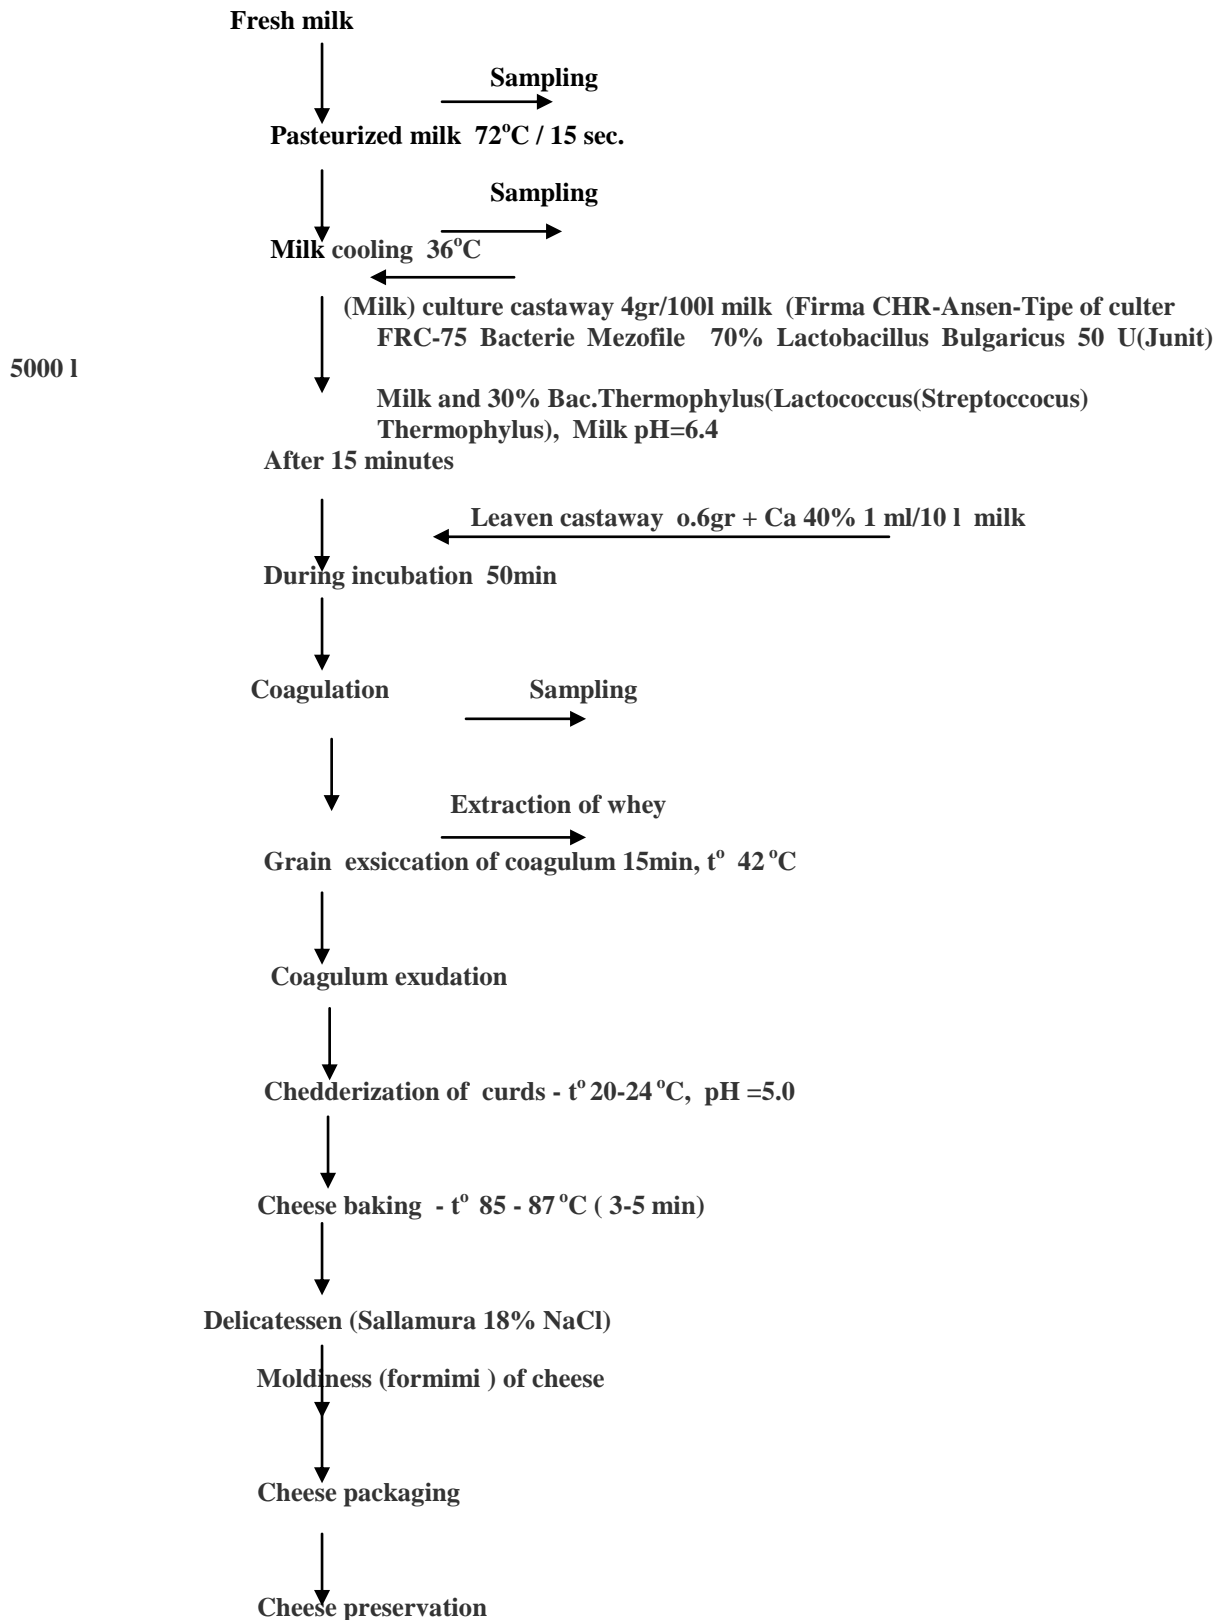 Fresh milk
Sampling
Pasteurized milk 72°C / 15 sec.
Sampling
Milk cooling 36°C
(Milk) culture castaway 4gr/100l milk (Firma CHR-Ansen-Tipe of culter
FRC-75 Bacterie Mezofile 70% Lactobacillus Bulgaricus 50 U(Junit)
5000 l
Milk and 30% Bac.Thermophylus(Lactococcus(Streptoccocus)
Thermophylus), Milk pH=6.4
After 15 minutes
Leaven castaway o.6gr + Ca 40% 1 ml/10 l milk
During incubation 50min
Coagulation
Sampling
Extraction of whey
Grain exsiccation of coagulum 15min, t° 42 °C
Coagulum exudation
Chedderization of curds - t° 20-24 °C, pH =5.0
Cheese baking - t° 85 - 87 °C ( 3-5 min)
Delicatessen (Sallamura 18% NaCl)
Moldiness (formimi ) of cheese
Cheese packaging
Cheese preservation